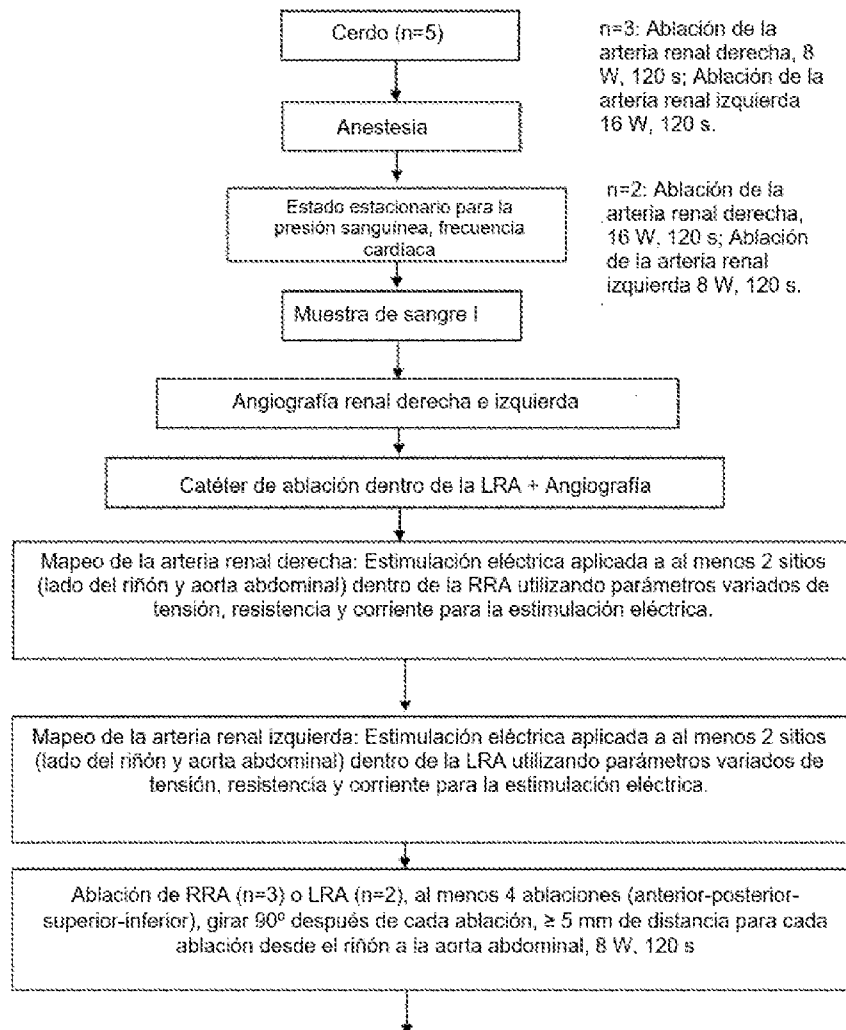 Cerdo (n=5)
n=3: Ablación de la
arteria renal derecha, 8
W, 120 s; Ablación de la
arteria renal izquierda
16 W, 120 s.
Anestesia
Estado estacionario para la
presión sanguínea, frecuencia
cardíaca
n=2: Ablación de la
arteria renal derecha,
16 W, 120 s; Ablación
de la arteria renal
izquierda 8 W, 120 s.
Muestra de sangre I
Angiografía renal derecha e izquierda
Catéter de ablación dentro de la LRA + Angiografía
Mapeo de la arteria renal derecha: Estimulación eléctrica aplicada a al menos 2 sitios
(lado del riñón y aorta abdominal) dentro de la RRA utilizando parámetros variados de
tensión, resistencia y corriente para la estimulación eléctrica.
Mapeo de la arteria renal izquierda: Estimulación eléctrica aplicada a al menos 2 sitios
(lado del riñón y aorta abdominal) dentro de la LRA utilizando parámetros variados de
tensión, resistencia y corriente para la estimulación eléctrica.
Ablación de RRA (n=3) o LRA (n=2), al menos 4 ablaciones (anterior-posterior-
superior-inferior), girar 90º después de cada ablación, ≥ 5 mm de distancia para cada
ablación desde el riñón a la aorta abdominal, 8 W, 120 s